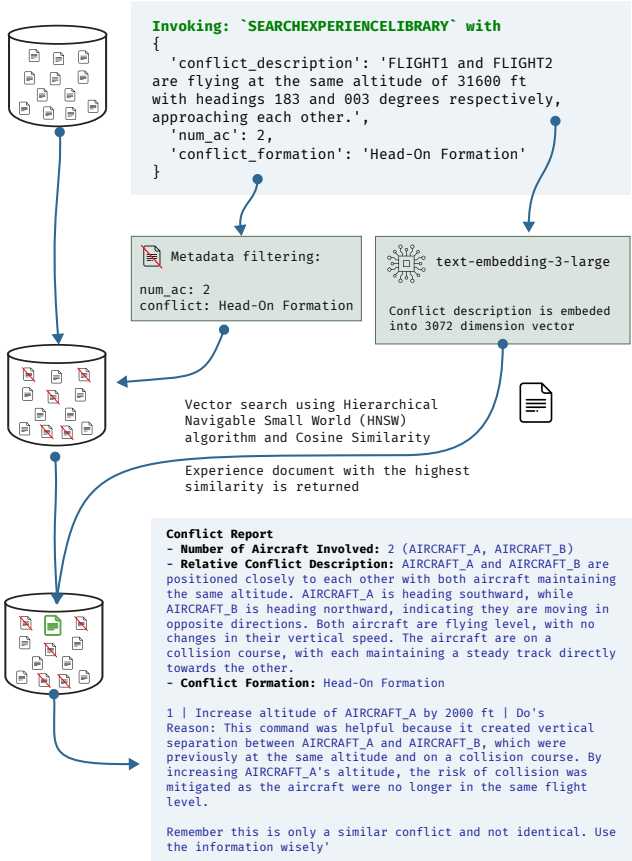 Invoking: `SEARCHEXPERIENCELIBRARY` with
{
'conflict_description': 'FLIGHT1 and FLIGHT2
are flying at the same altitude of 31600 ft
with headings 183 and 003 degrees respectively,
approaching each other.',
'num_ac': 2,
'conflict_formation': 'Head-On Formation'
}
Metadata filtering:
num_ac: 2
conflict: Head-On Formation
text-embedding-3-large
Conflict description is embeded
into 3072 dimension vector
Vector search using Hierarchical
Navigable Small World (HNSW)
algorithm and Cosine Similarity
Experience document with the highest
similarity is returned
Conflict Report
- Number of Aircraft Involved: 2 (AIRCRAFT_A, AIRCRAFT_B)
- Relative Conflict Description: AIRCRAFT_A and AIRCRAFT_B are
positioned closely to each other with both aircraft maintaining
the same altitude. AIRCRAFT_A is heading southward, while
AIRCRAFT_B is heading northward, indicating they are moving in
opposite directions. Both aircraft are flying level, with no
changes in their vertical speed. The aircraft are on a
collision course, with each maintaining a steady track directly
towards the other.
- Conflict Formation: Head-On Formation
1 | Increase altitude of AIRCRAFT_A by 2000 ft | Do's
Reason: This command was helpful because it created vertical
separation between AIRCRAFT_A and AIRCRAFT_B, which were
previously at the same altitude and on a collision course. By
increasing AIRCRAFT_A's altitude, the risk of collision was
mitigated as the aircraft were no longer in the same flight
level.
Remember this is only a similar conflict and not identical. Use
the information wisely'